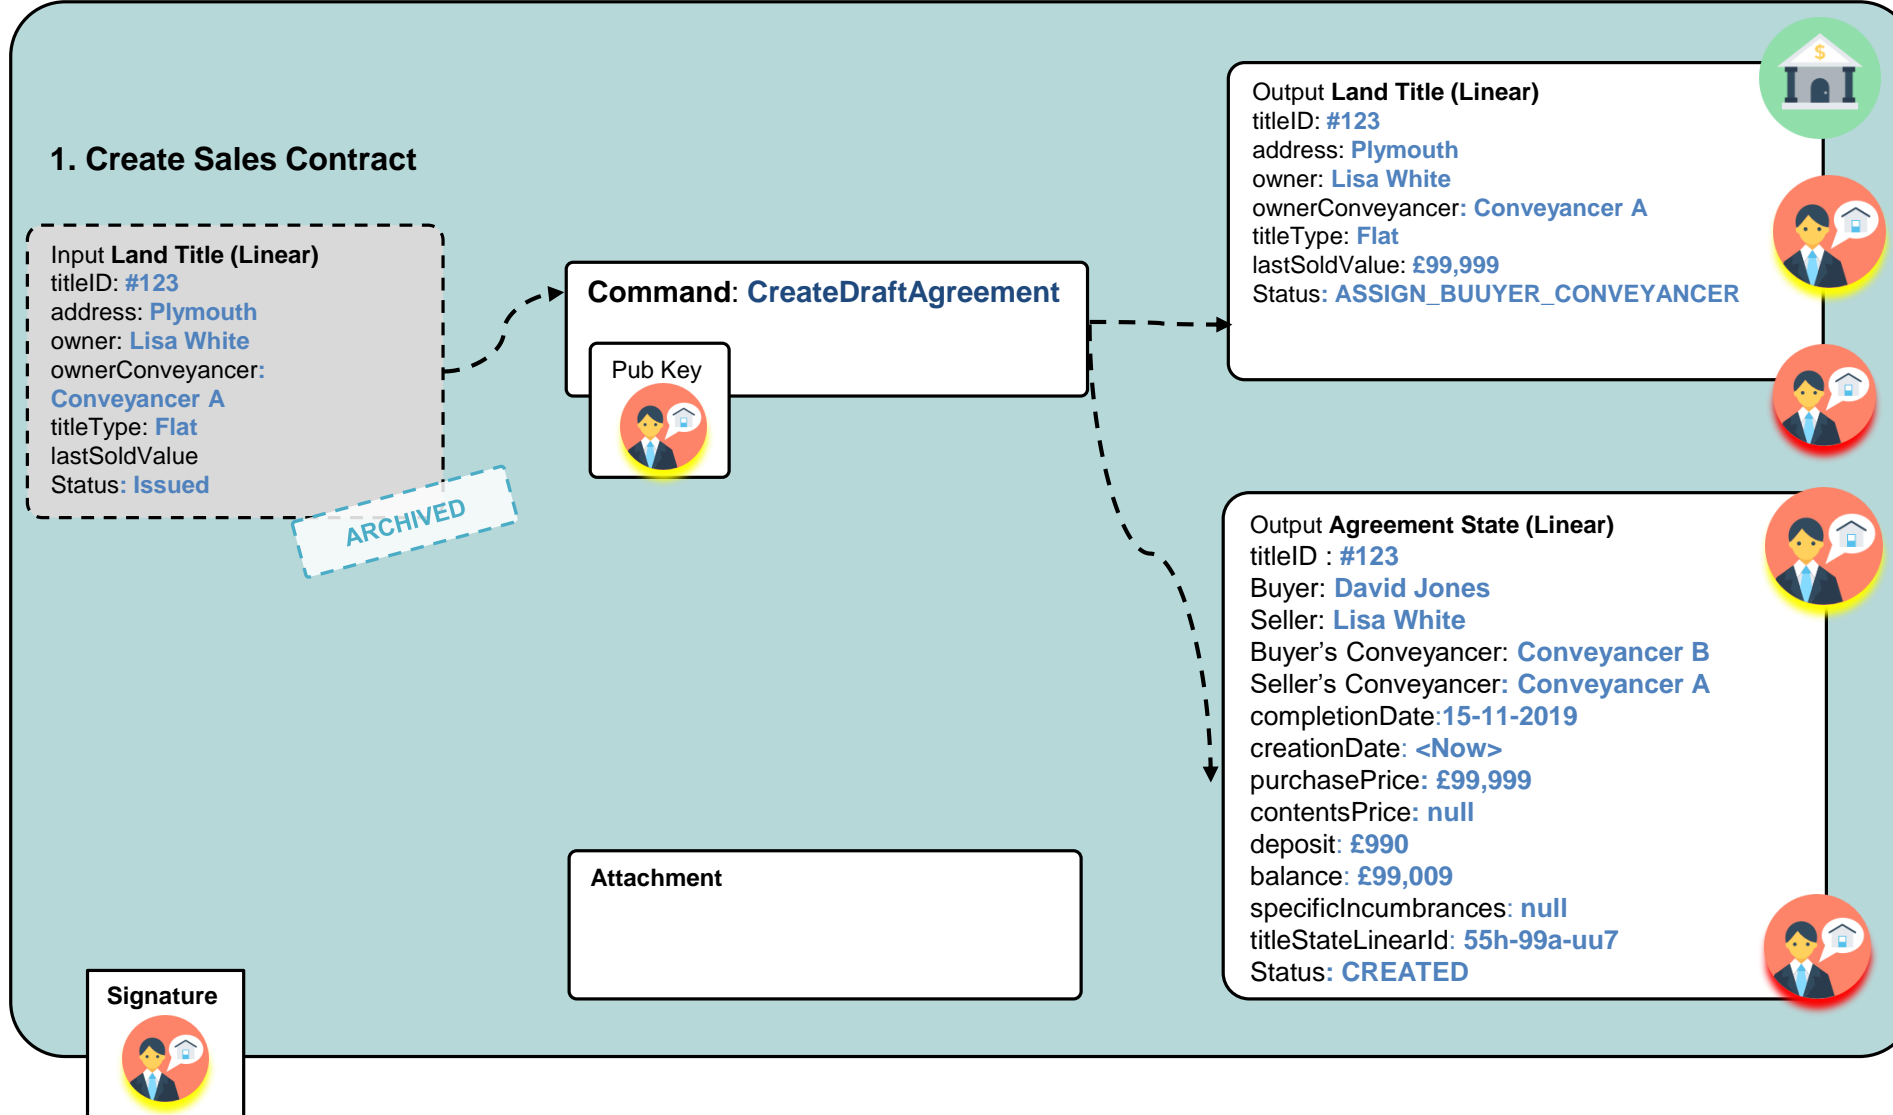 1. Create Sales Contract
Input Land Title (Linear)
titleID: #123
address: Plymouth
owner: Lisa White
ownerConveyancer:
Conveyancer A
titleType: Flat
lastSoldValue
Status: Issued
ARCHIVED
Command: CreateDraftAgreement
Pub Key
Attachment
Signature
Output Land Title (Linear)
titleID: #123
address: Plymouth
owner: Lisa White
ownerConveyancer: Conveyancer A
titleType: Flat
lastSoldValue: £99,999
Status: ASSIGN_BUUYER_CONVEYANCER
$
Output Agreement State (Linear)
titleID : #123
Buyer: David Jones
Seller: Lisa White
Buyer’s Conveyancer: Conveyancer B
Seller’s Conveyancer: Conveyancer A
completionDate:15-11-2019
creationDate: <Now>
purchasePrice: £99,999
contentsPrice: null
deposit: £990
balance: £99,009
specificIncumbrances: null
titleStateLinearId: 55h-99a-uu7
Status: CREATED